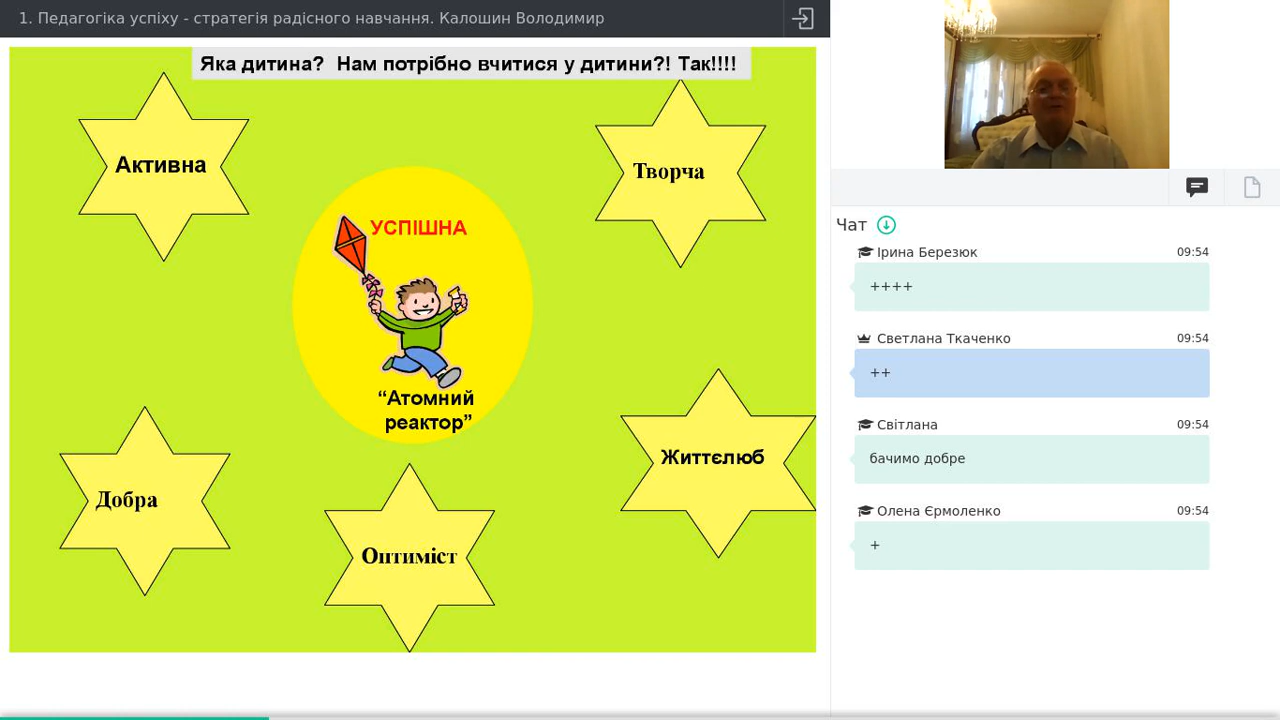 1. Педагогіка успіху - стратегія радісного навчання. Калошин Володимир
Яка дитина?  Нам потрібно вчитися у дитини?! Так!!!!
Активна
Творча
УСПІШНА
“Атомний
реактор”
Життєлюб
Добра
Оптиміст
Чат
Ірина Березюк 09:54
++++
Светлана Ткаченко 09:54
++
Світлана 09:54
бачимо добре
Олена Єрмоленко 09:54
+